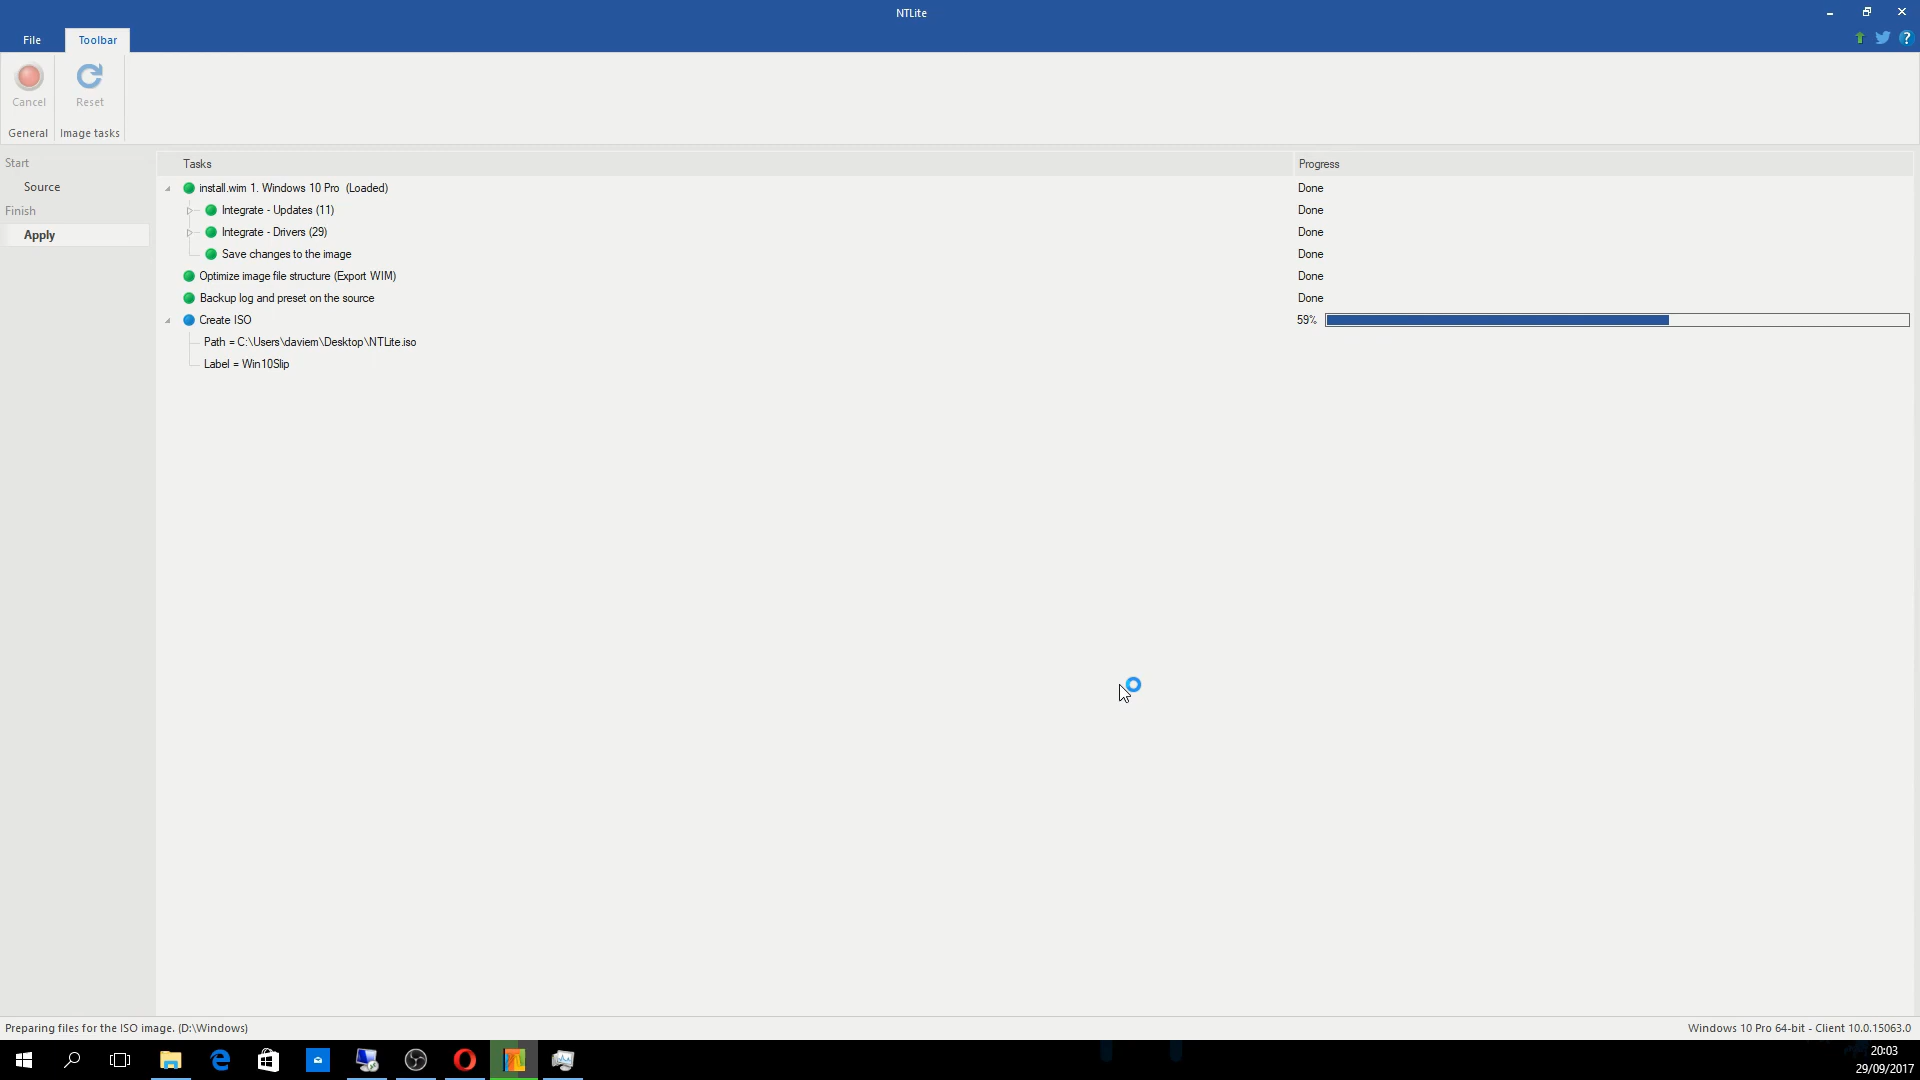 NTLite
File
Toolbar
Cancel
Reset
General
Image tasks
Start
Source
Finish
Apply
Tasks
Progress
install.wim 1. Windows 10 Pro (Loaded)
Done
Integrate - Updates (11)
Done
Integrate - Drivers (29)
Done
Save changes to the image
Done
Optimize image file structure (Export WIM)
Done
Backup log and preset on the source
Done
Create ISO
59%
Path = C:\Users\daviem\Desktop\NTLite.iso
Label = Win10Slip
Preparing files for the ISO image. (D:\Windows)
Windows 10 Pro 64-bit - Client 10.0.15063.0
20:03
29/09/2017